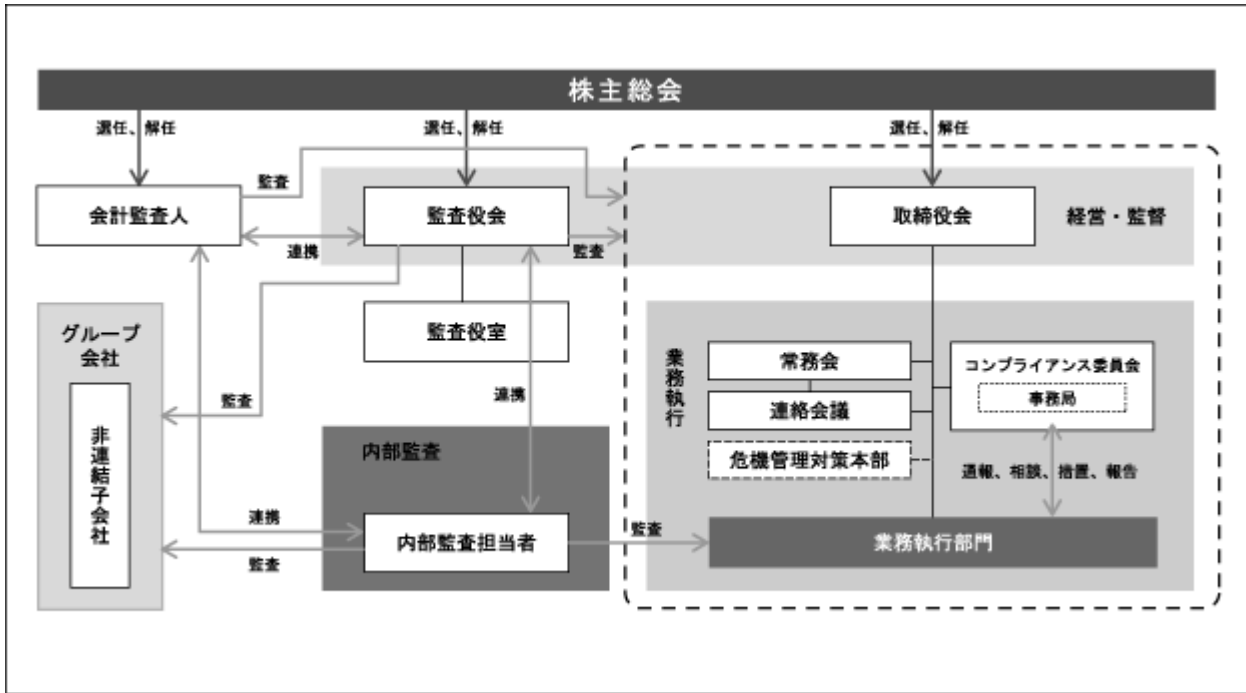 株主総会
選任、解任
選任、解任
選任、解任
監査
会計監査人
監査役会
取締役会
経営・監督
連携
監査
グループ
会社
監査役室
業務執行
常務会
コンプライアンス委員会
事務局
連絡会議
監査
連携
非連結子会社
内部監査
危機管理対策本部
通報、相談、措置、報告
連携
内部監査担当者
監査
業務執行部門
監査